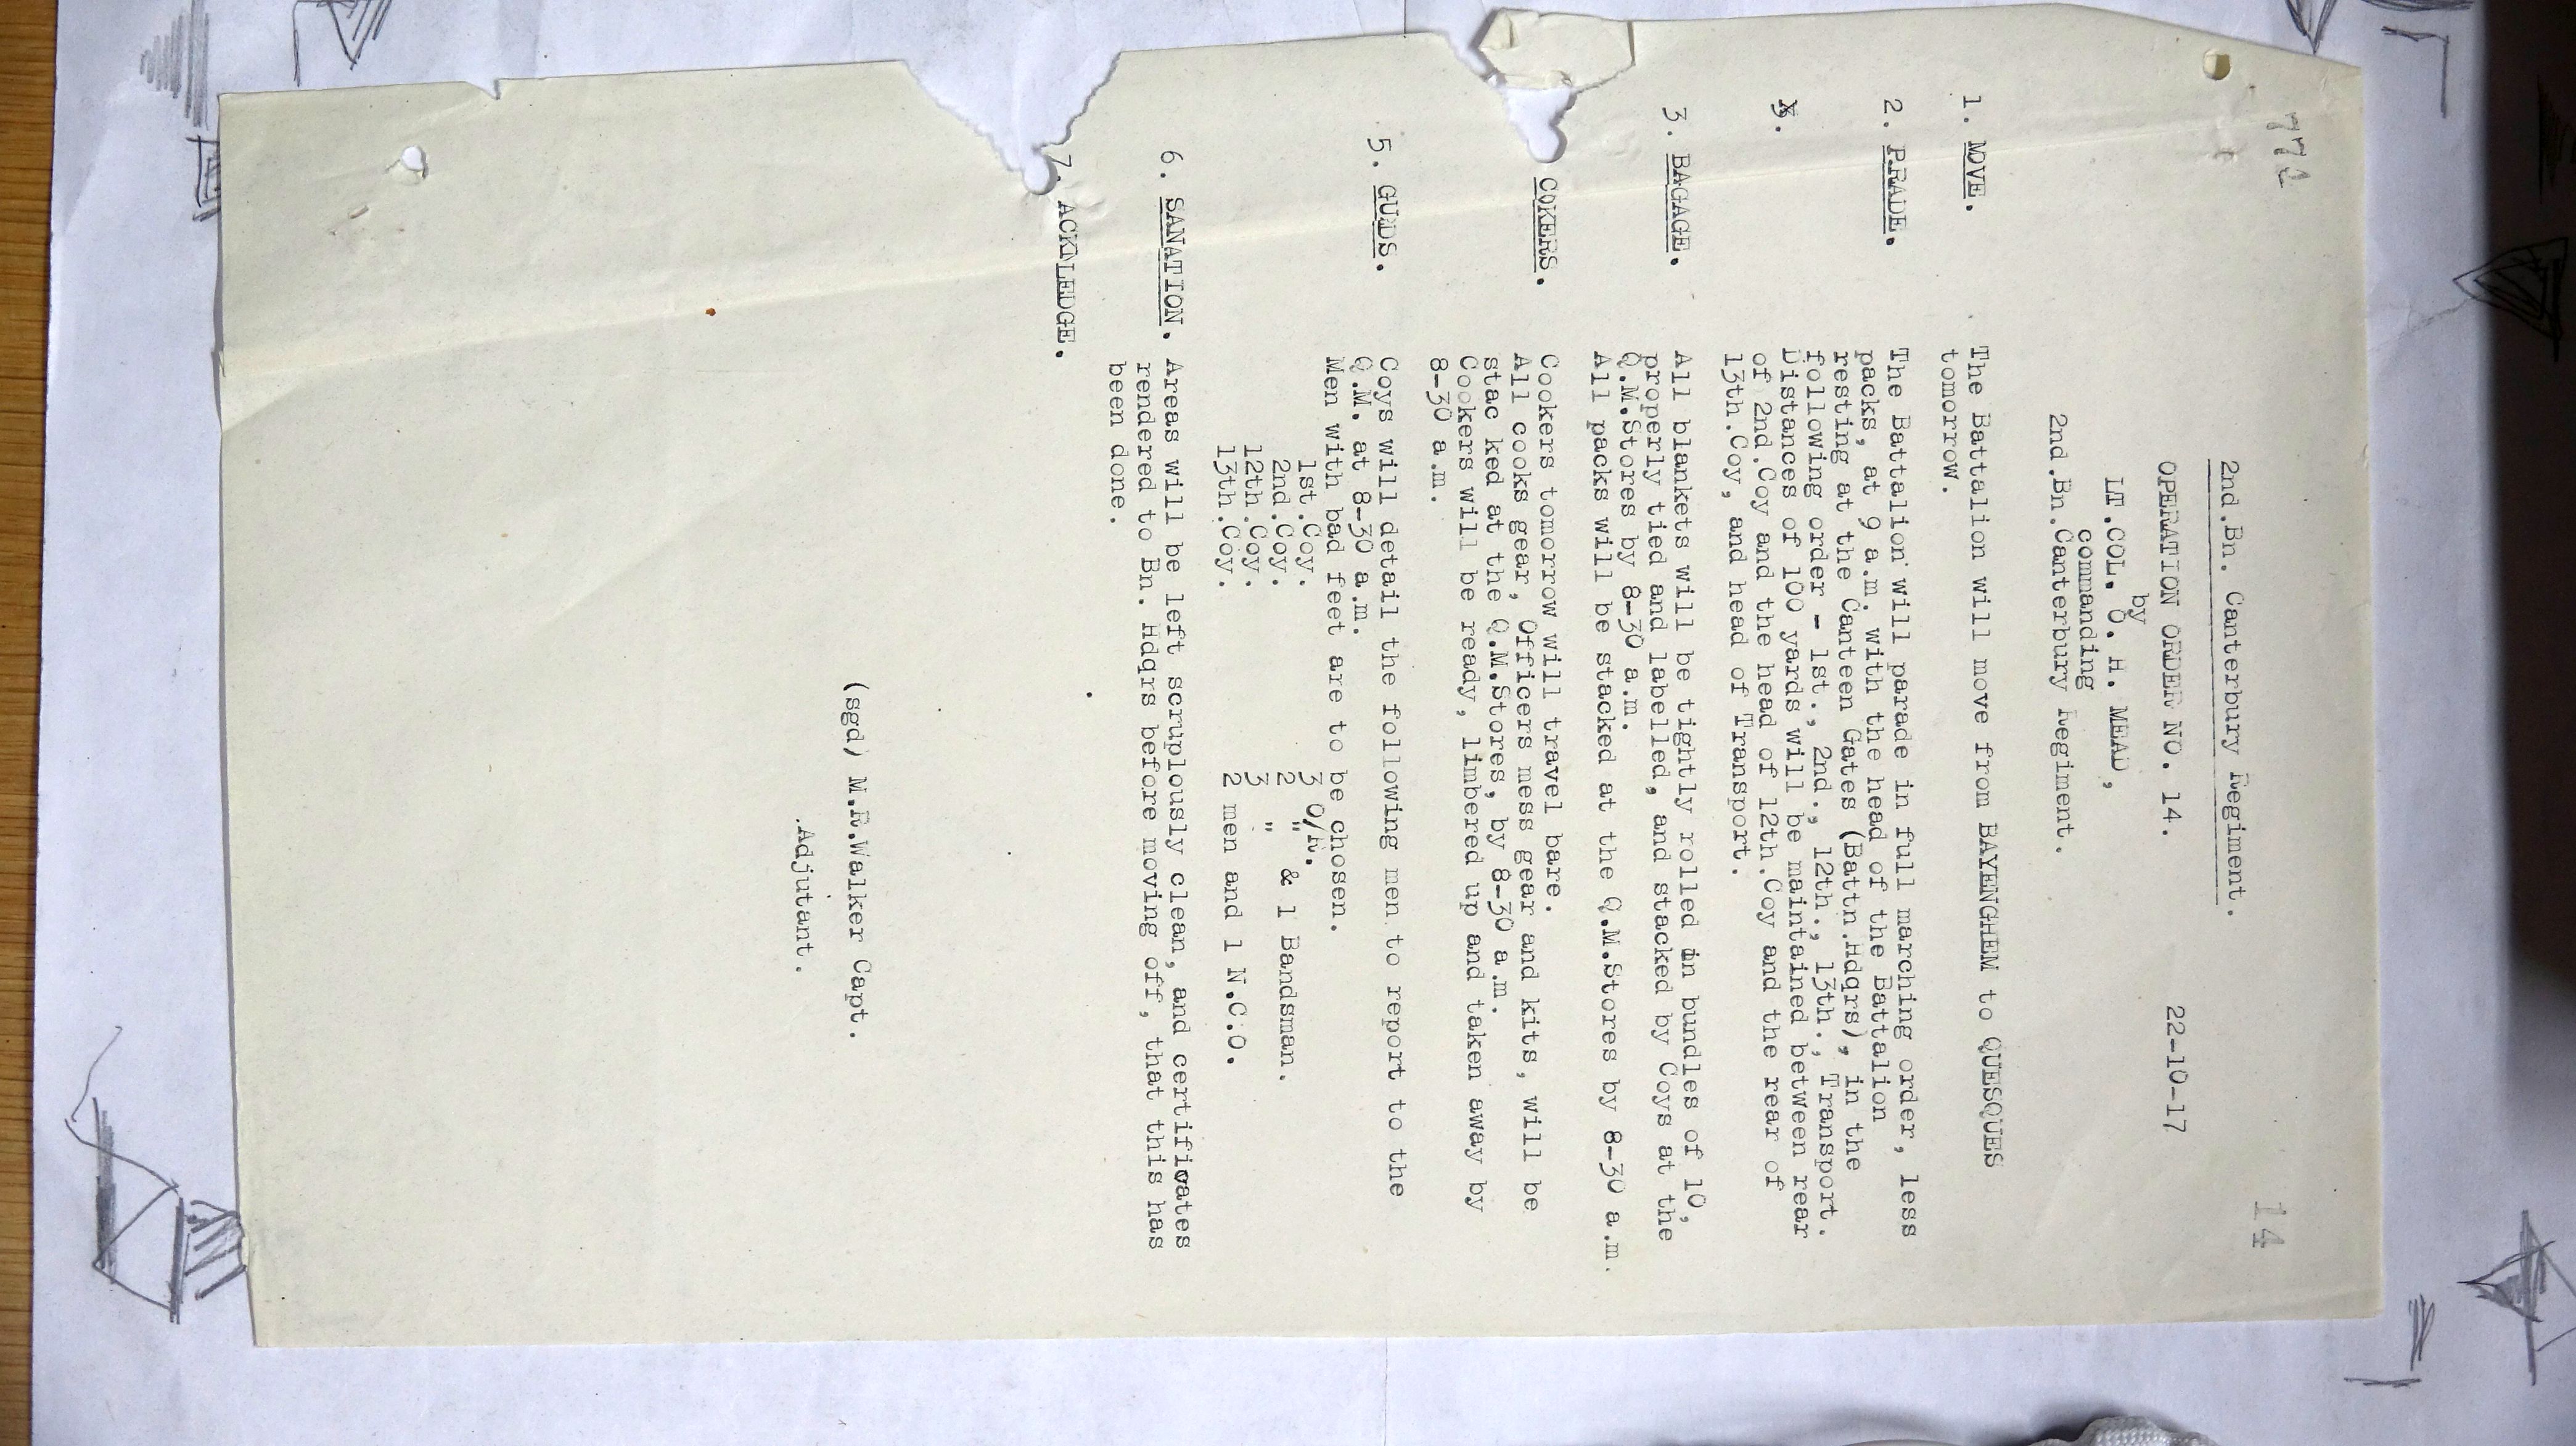 77d
14
2nd.Bn. Canterbury Regiment.
OPERATION ORDER NO. 14. 22-10-17
by
LT.COL. O. H. MEAD,
commanding
2nd.Bn.Canterbury Regiment.
1. MOVE. The Battalion will move from BAYENGHEM to QUESQUES
tomorrow.
2. PRADE. The Battalion will parade in full marching order, less
packs, at 9 a.m. with the head of the Battalion
resting at the Canteen Gates (Battn.Hdqrs), in the
following order - 1st., 2nd., 12th., 13th., Transport.
3. Distances of 100 yards will be maintained between rear
of 2nd.Coy and the head of 12th.Coy and the rear of
13th.Coy, and head of Transport.
3. BAGAGE. All blankets will be tightly rolled in bundles of 10,
properly tied and labelled, and stacked by Coys at the
Q.M.Stores by 8-30 a.m.
All packs will be stacked at the Q.M.Stores by 8-30 a.m.
COKERS. Cookers tomorrow will travel bare.
All cooks gear, Officers mess gear and kits, will be
stac ked at the Q.M.Stores, by 8-30 a.m.
Cookers will be ready, limbered up and taken away by
8-30 a.m.
5. GUDS. Coys will detail the following men to report to the
Q.M. at 8-30 a.m.
Men with bad feet are to be chosen.
1st.Coy. 3 O/R.
2nd.Coy. 2 " & 1 Bandsman.
12th.Coy. 3 "
13th.Coy. 2 men and 1 N.C.O.
6. SANATION. Areas will be left scruplously clean, and certificates
rendered to Bn. Hdqrs before moving off, that this has
been done.
7. ACKNLEDGE.
(sgd) M.R.Walker Capt.
.Adjutant.